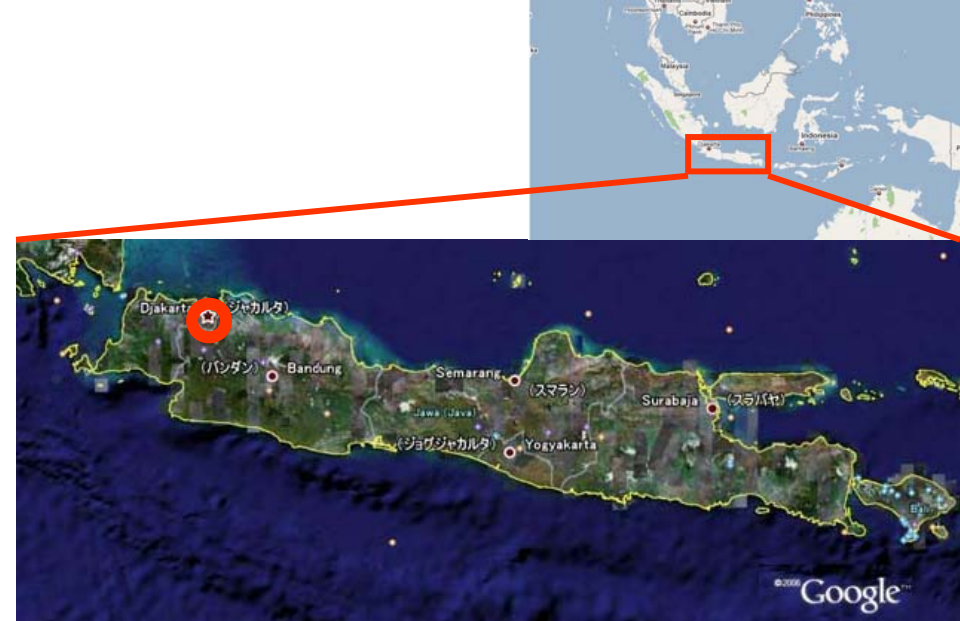 Cambodia
Philippines
Malaysia
Singapore
Indonesia
Djakarta
ジャカルタ)
(バンダン)
Bandung
Semarang
(スマラン)
Surabaja
(スラバヤ)
Jawa (Java)
(ジョグジャカルタ)
Yogyakarta
Bali
©2006 Google™